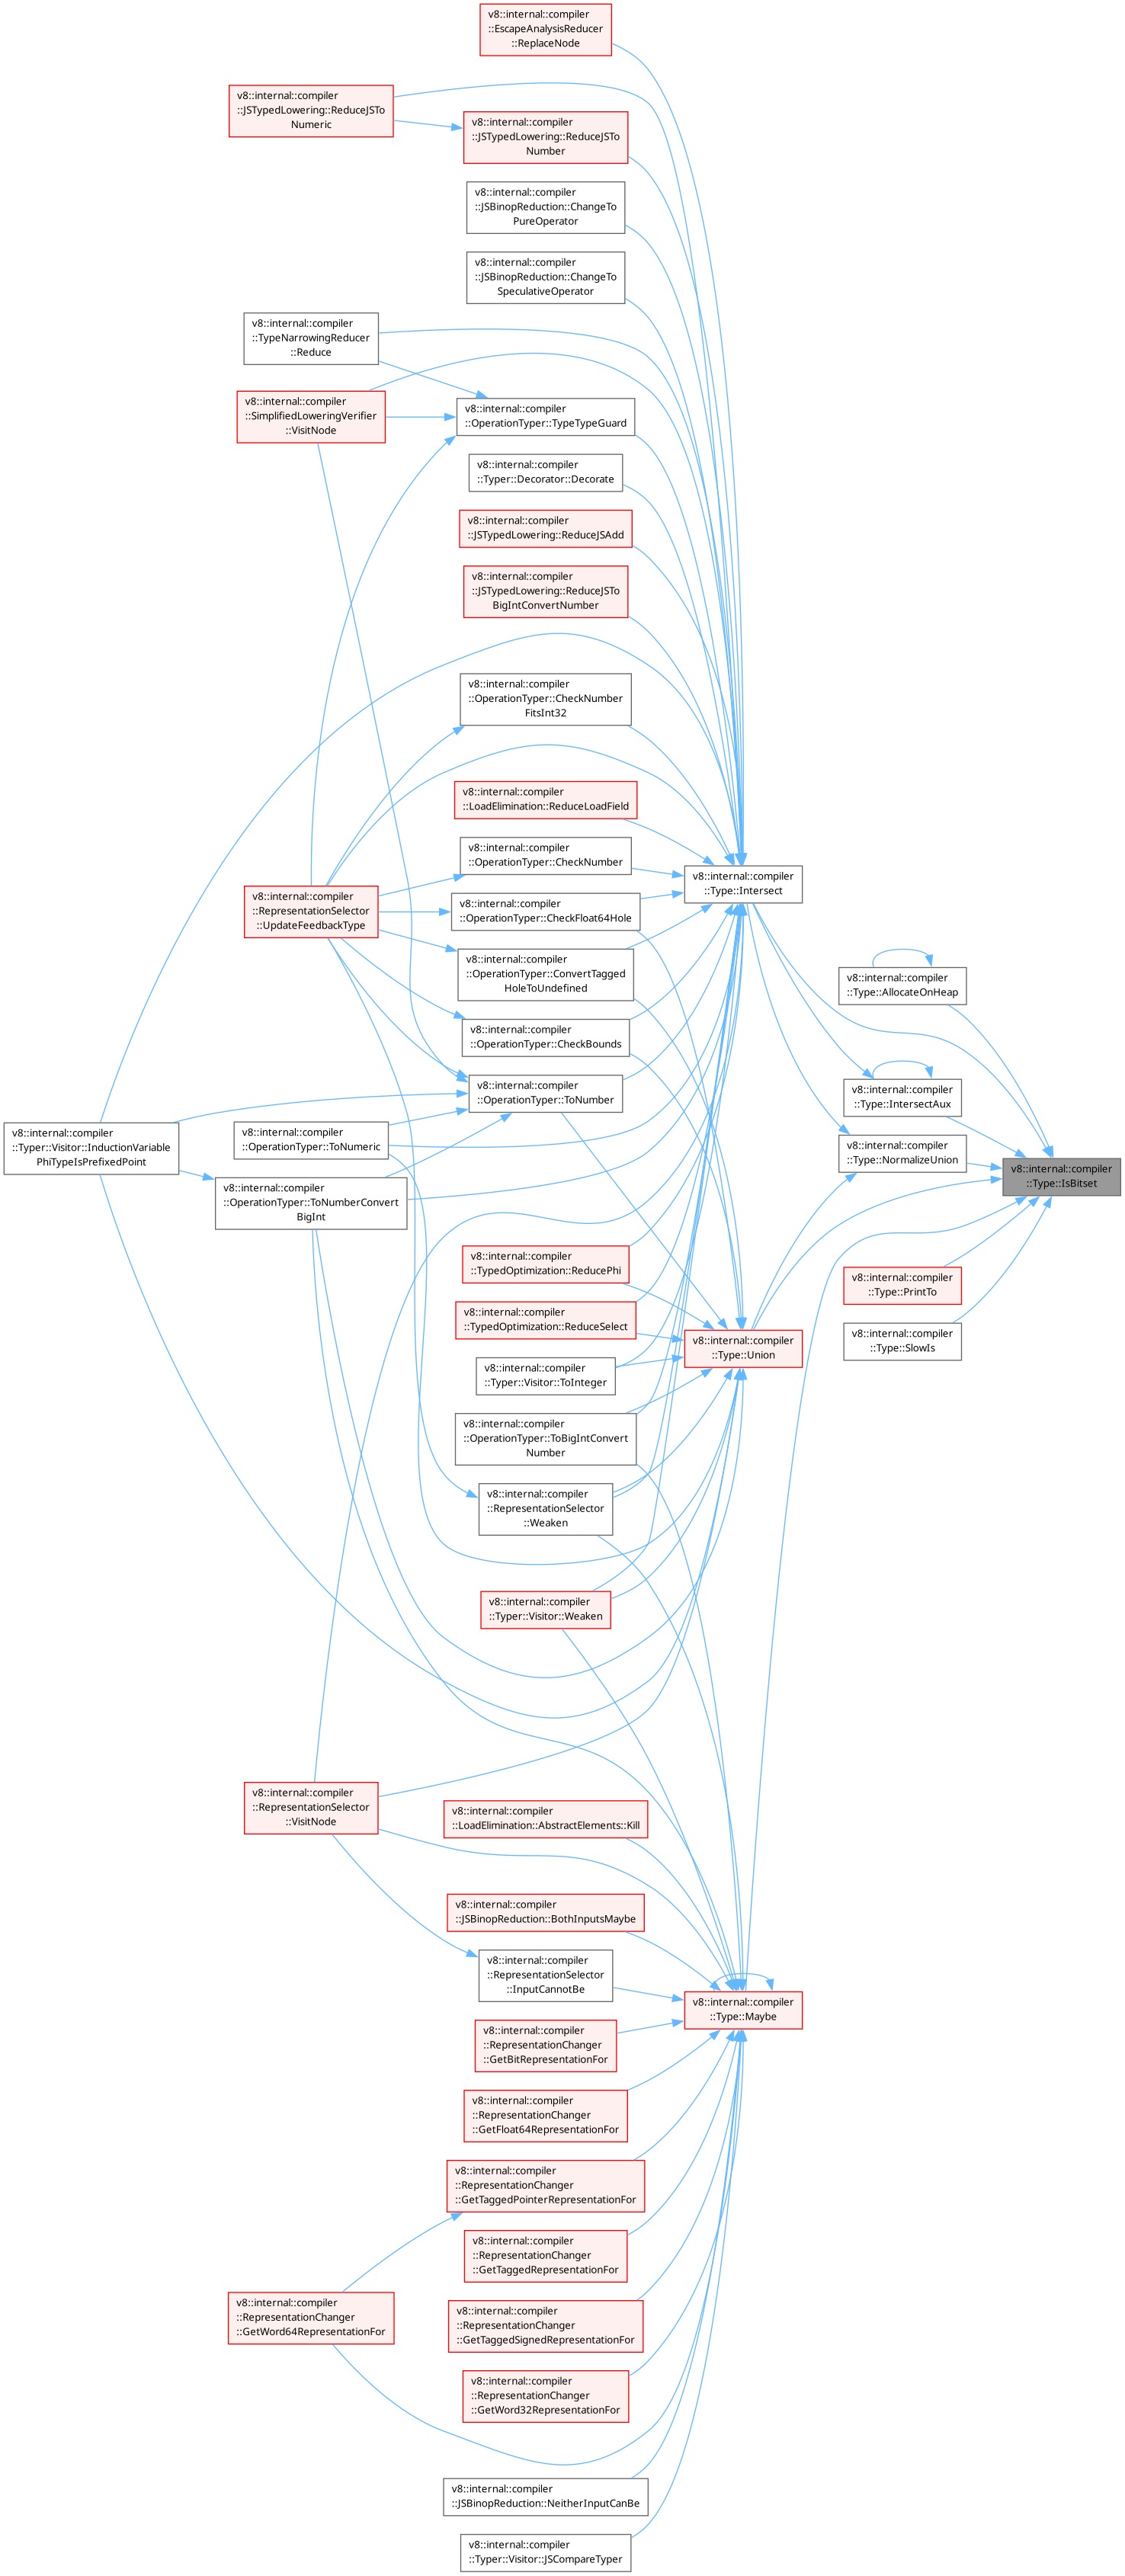 v8::internal::compiler
::EscapeAnalysisReducer
::ReplaceNode
v8::internal::compiler
::JSTypedLowering::ReduceJSTo
Numeric
v8::internal::compiler
::JSTypedLowering::ReduceJSTo
Number
v8::internal::compiler
::JSBinopReduction::ChangeTo
PureOperator
v8::internal::compiler
::JSBinopReduction::ChangeTo
SpeculativeOperator
v8::internal::compiler
::TypeNarrowingReducer
::Reduce
v8::internal::compiler
::SimplifiedLoweringVerifier
::VisitNode
v8::internal::compiler
::OperationTyper::TypeTypeGuard
v8::internal::compiler
::Typer::Decorator::Decorate
v8::internal::compiler
::JSTypedLowering::ReduceJSAdd
v8::internal::compiler
::JSTypedLowering::ReduceJSTo
BigIntConvertNumber
v8::internal::compiler
::OperationTyper::CheckNumber
FitsInt32
v8::internal::compiler
::LoadElimination::ReduceLoadField
v8::internal::compiler
::OperationTyper::CheckNumber
v8::internal::compiler
::Type::Intersect
v8::internal::compiler
::RepresentationSelector
::UpdateFeedbackType
v8::internal::compiler
::OperationTyper::CheckFloat64Hole
v8::internal::compiler
::OperationTyper::ConvertTagged
HoleToUndefined
v8::internal::compiler
::Type::AllocateOnHeap
v8::internal::compiler
::OperationTyper::CheckBounds
v8::internal::compiler
::OperationTyper::ToNumber
v8::internal::compiler
::Type::IntersectAux
v8::internal::compiler
::Typer::Visitor::InductionVariable
PhiTypeIsPrefixedPoint
v8::internal::compiler
::OperationTyper::ToNumeric
v8::internal::compiler
::Type::NormalizeUnion
v8::internal::compiler
::Type::IsBitset
v8::internal::compiler
::OperationTyper::ToNumberConvert
BigInt
v8::internal::compiler
::TypedOptimization::ReducePhi
v8::internal::compiler
::Type::PrintTo
v8::internal::compiler
::TypedOptimization::ReduceSelect
v8::internal::compiler
::Type::Union
v8::internal::compiler
::Type::SlowIs
v8::internal::compiler
::Typer::Visitor::ToInteger
v8::internal::compiler
::OperationTyper::ToBigIntConvert
Number
v8::internal::compiler
::RepresentationSelector
::Weaken
v8::internal::compiler
::Typer::Visitor::Weaken
v8::internal::compiler
::RepresentationSelector
::VisitNode
v8::internal::compiler
::LoadElimination::AbstractElements::Kill
v8::internal::compiler
::JSBinopReduction::BothInputsMaybe
v8::internal::compiler
::RepresentationSelector
::InputCannotBe
v8::internal::compiler
::Type::Maybe
v8::internal::compiler
::RepresentationChanger
::GetBitRepresentationFor
v8::internal::compiler
::RepresentationChanger
::GetFloat64RepresentationFor
v8::internal::compiler
::RepresentationChanger
::GetTaggedPointerRepresentationFor
v8::internal::compiler
::RepresentationChanger
::GetTaggedRepresentationFor
v8::internal::compiler
::RepresentationChanger
::GetWord64RepresentationFor
v8::internal::compiler
::RepresentationChanger
::GetTaggedSignedRepresentationFor
v8::internal::compiler
::RepresentationChanger
::GetWord32RepresentationFor
v8::internal::compiler
::JSBinopReduction::NeitherInputCanBe
v8::internal::compiler
::Typer::Visitor::JSCompareTyper